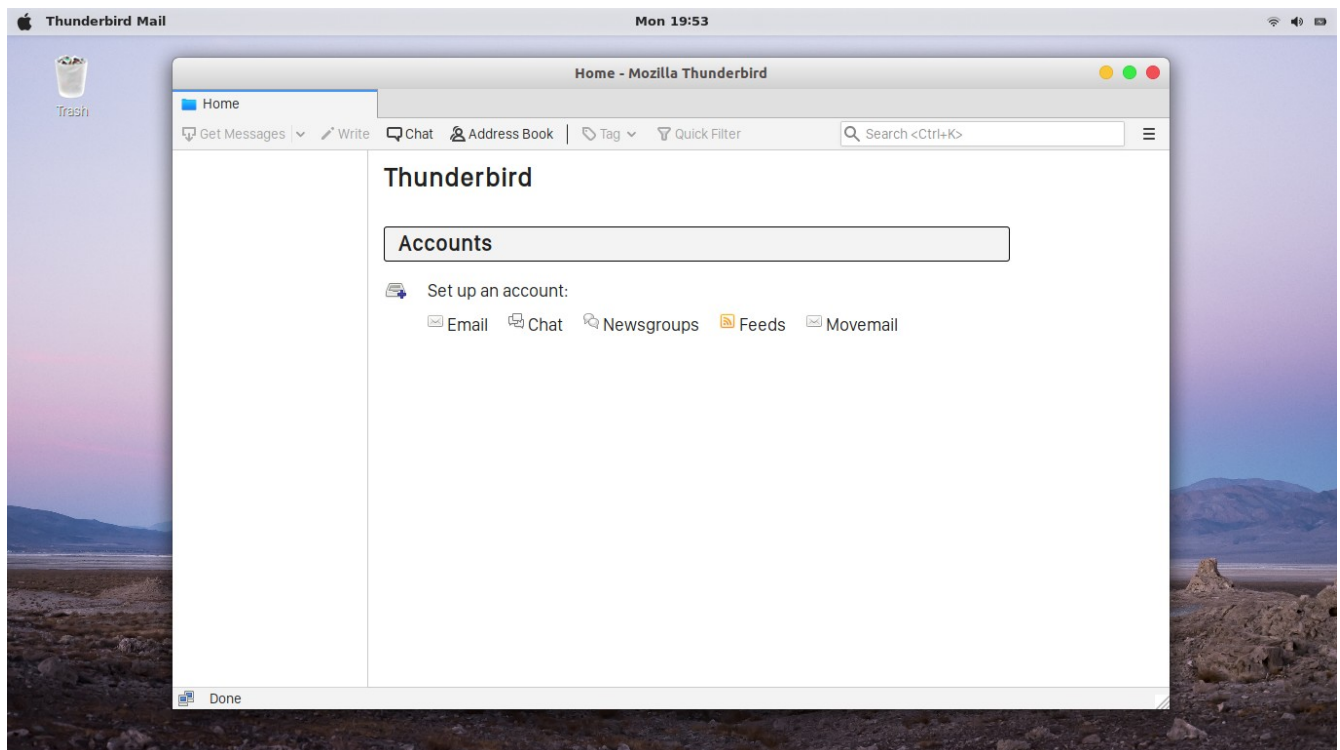 Thunderbird Mail
Mon 19:53
Trash
Home - Mozilla Thunderbird
Home
Get Messages Write Chat Address Book Tag Quick Filter Search <Ctrl+K>
Thunderbird
Accounts
Set up an account:
Email Chat Newsgroups Feeds Movemail
Done